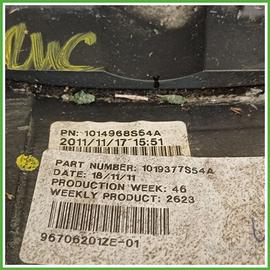 PN: 1014968S54A
2011/11/17 15:51
PART NUMBER: 1019377S54A
DATE: 18/11/11
PRODUCTION WEEK: 46
WEEKLY PRODUCT: 2623
96706201ZE-01